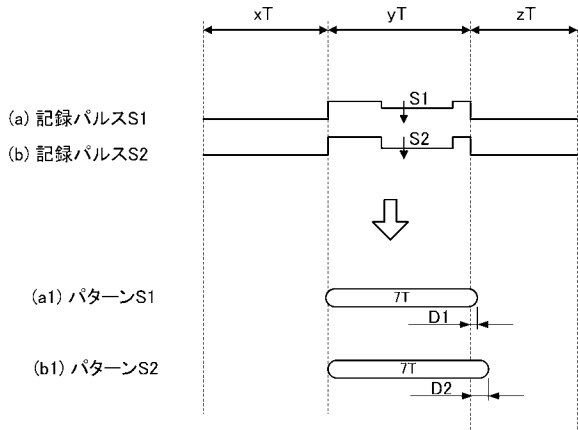 xT yT zT
(a) 記録パルスS1 S1
(b) 記録パルスS2 S2
(a1) パターンS1 7T
D1
(b1) パターンS2 7T
D2